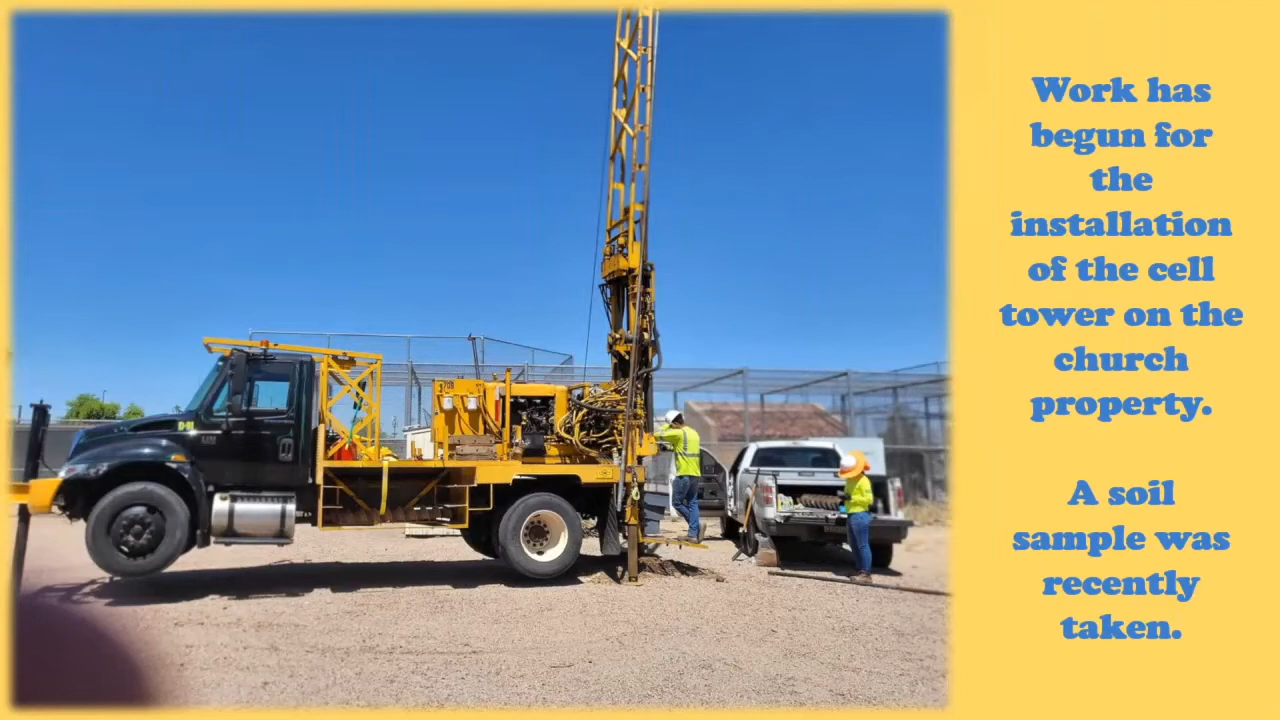 Work has
begun for
the
installation
of the cell
tower on the
church
property.
A soil
sample was
recently
taken.